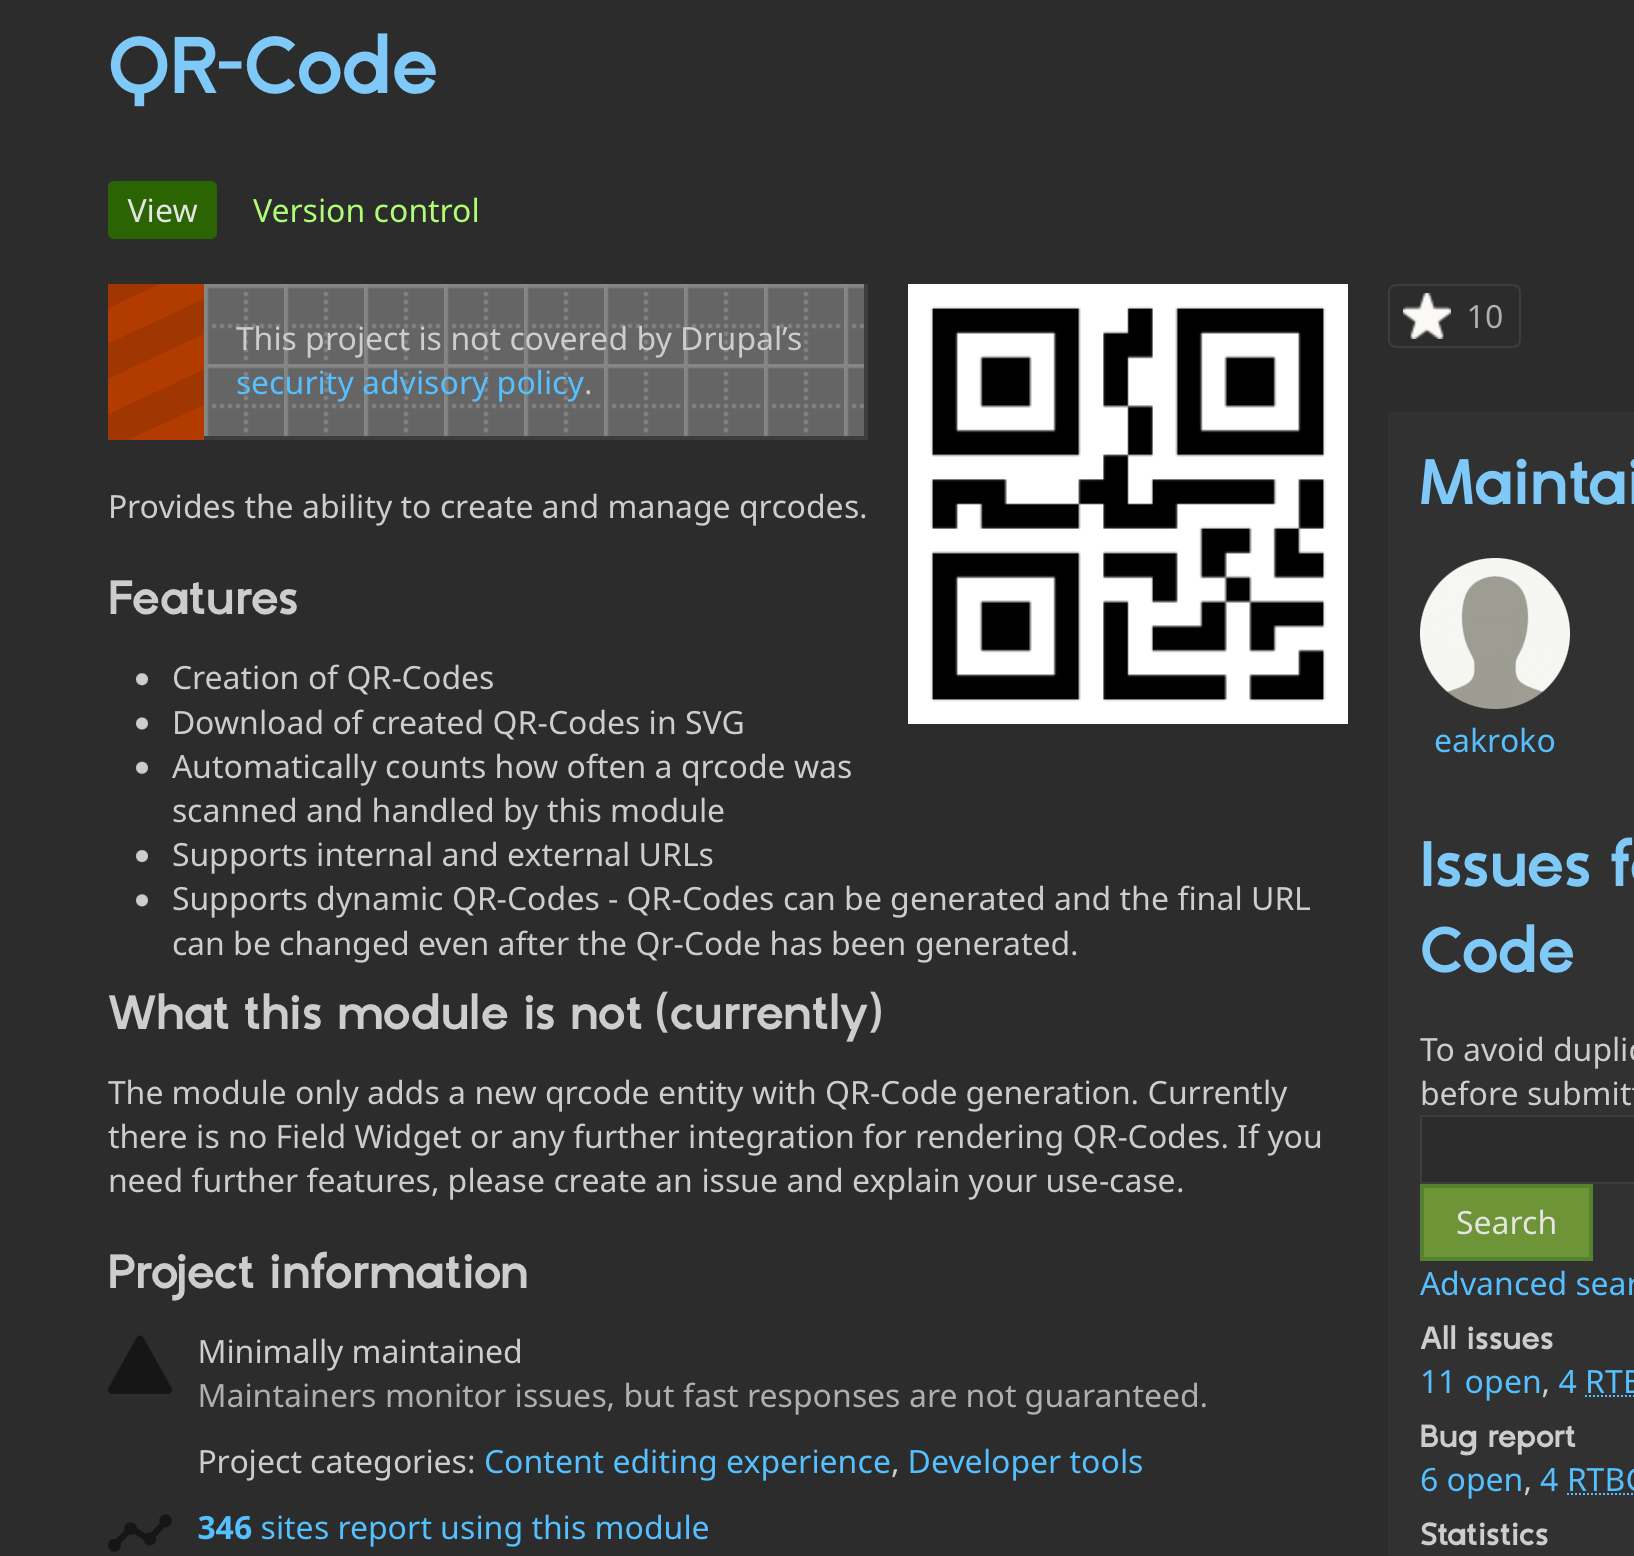 QR-Code
View
Version control
This project is not covered by Drupal’s
security advisory policy.
Provides the ability to create and manage qrcodes.
Features
Creation of QR-Codes
Download of created QR-Codes in SVG
Automatically counts how often a qrcode was
scanned and handled by this module
Supports internal and external URLs
Supports dynamic QR-Codes - QR-Codes can be generated and the final URL
can be changed even after the Qr-Code has been generated.
What this module is not (currently)
The module only adds a new qrcode entity with QR-Code generation. Currently
there is no Field Widget or any further integration for rendering QR-Codes. If you
need further features, please create an issue and explain your use-case.
Project information
Minimally maintained
Maintainers monitor issues, but fast responses are not guaranteed.
Project categories: Content editing experience, Developer tools
346 sites report using this module
10
eakroko
Issues
Code
To avoid
before
Search
Advanced
All issues
11 open, 4
Bug report
6 open, 4
Statistics